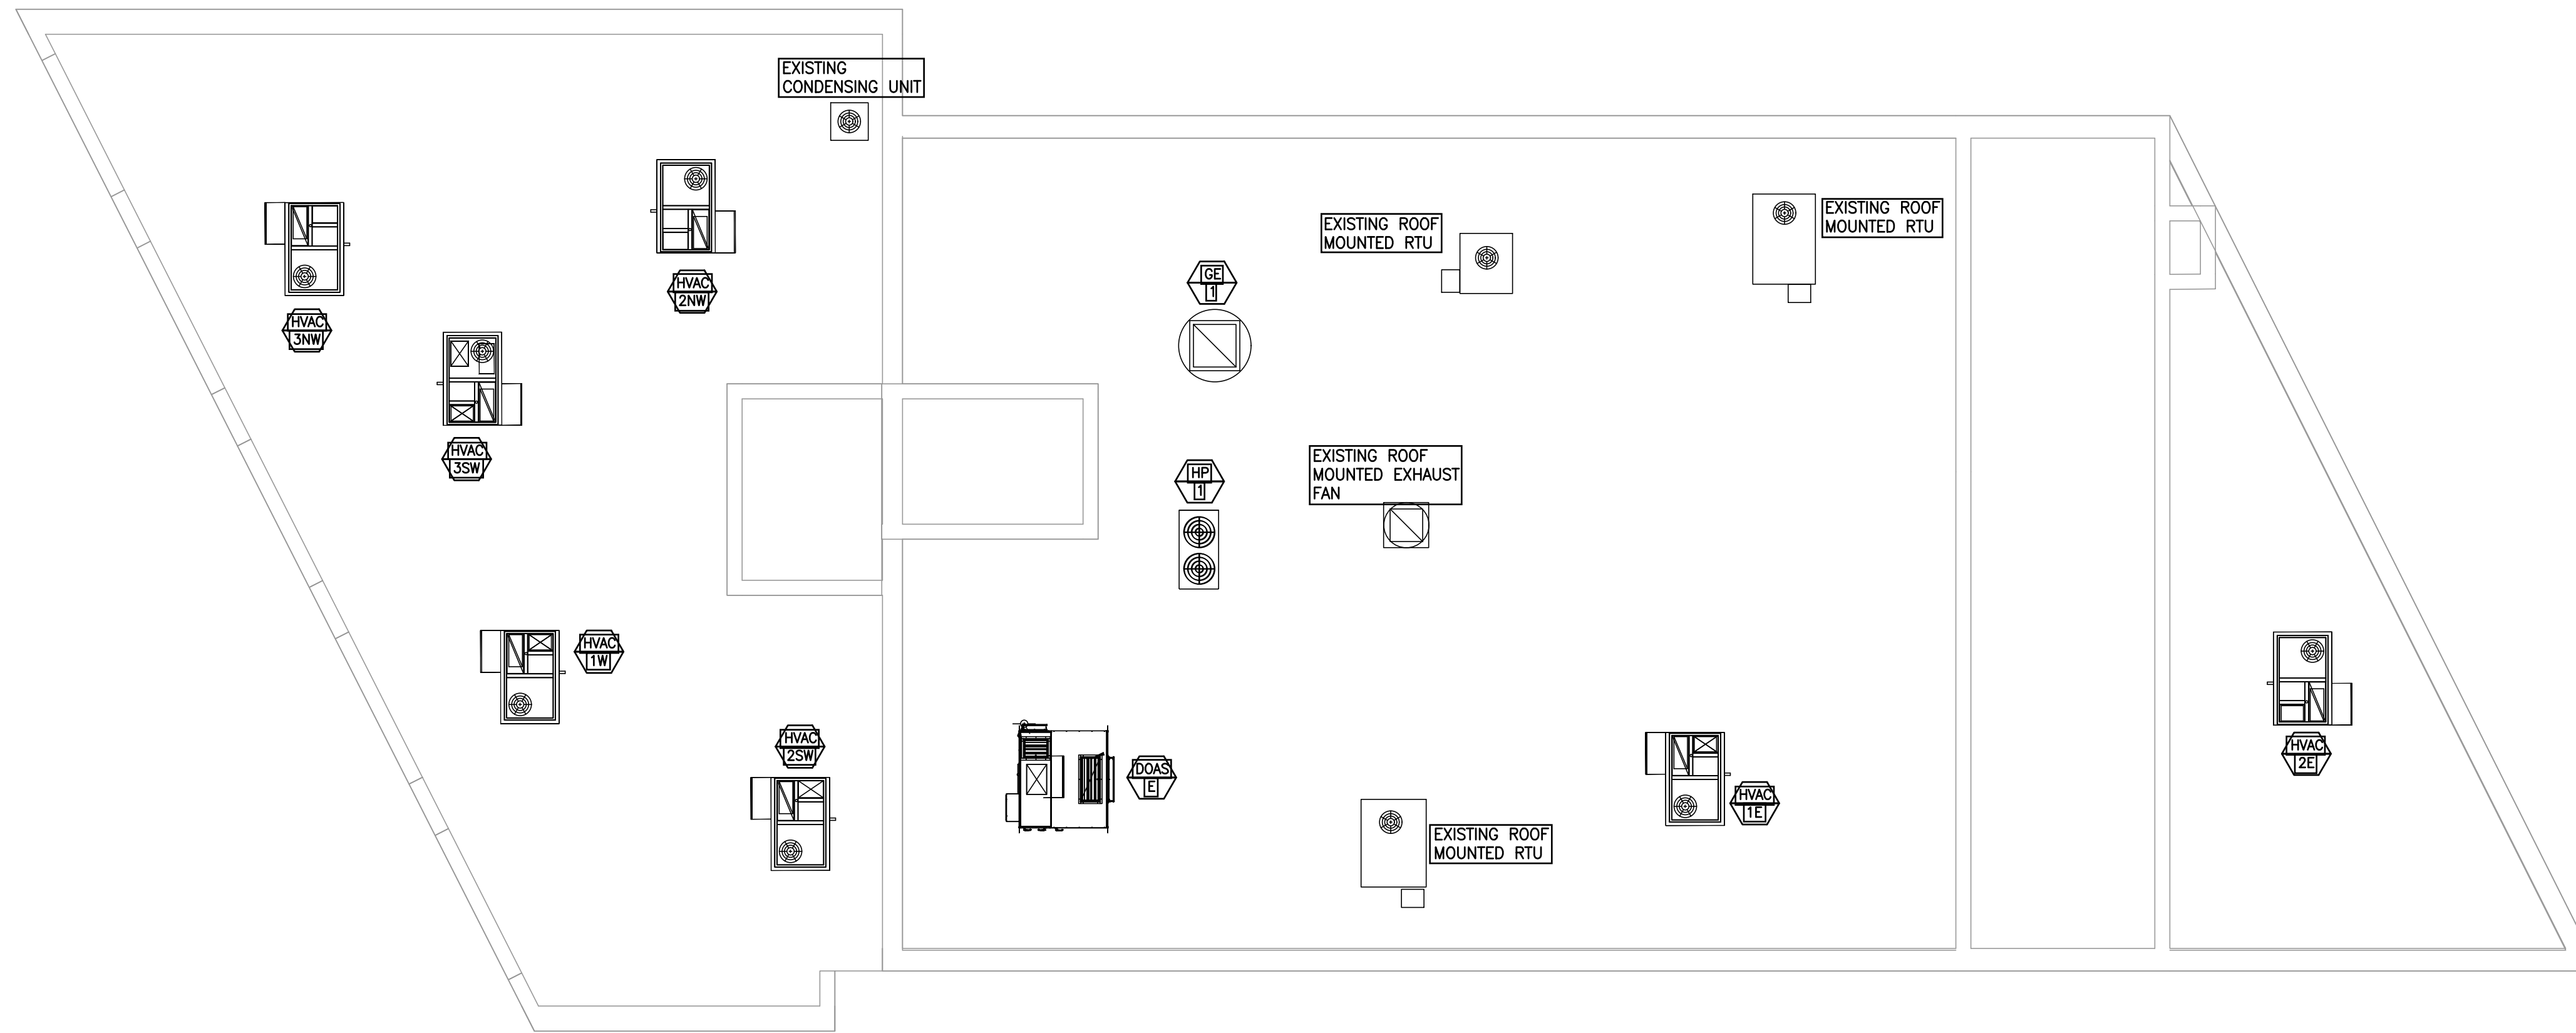 EXISTING
CONDENSING UNIT
HVAC
3NW
HVAC
2NW
HVAC
3SW
HVAC
1W
HVAC
2SW
GE
1
EXISTING ROOF
MOUNTED RTU
EXISTING ROOF
MOUNTED RTU
HP
1
EXISTING ROOF
MOUNTED EXHAUST
FAN
DOAS
E
EXISTING ROOF
MOUNTED RTU
HVAC
1E
HVAC
2E